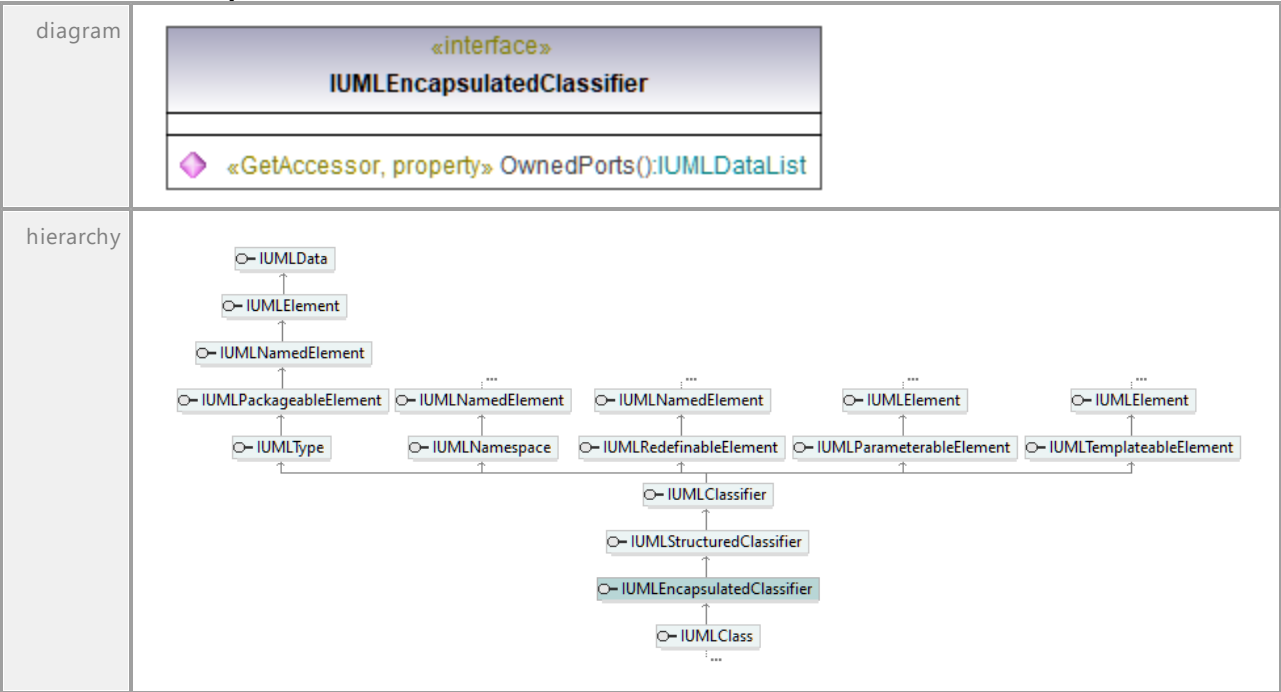 diagram
«interface»
IUMLEncapsulatedClassifier
«GetAccessor, property» OwnedPorts():IUMLDataList
hierarchy
IUMLData
IUMLElement
IUMLNamedElement
... ... ... ...
IUMLPackageableElement IUMLNamedElement IUMLNamedElement IUMLElement IUMLElement
IUMLType IUMLNamespace IUMLRedefinableElement IUMLParameterableElement IUMLTemplateableElement
IUMLClassifier
IUMLStructuredClassifier
IUMLEncapsulatedClassifier
IUMLClass
...